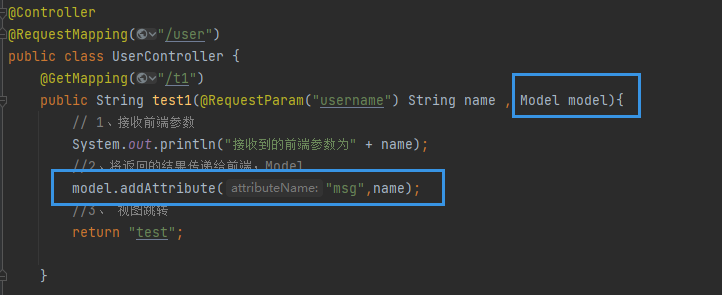 @Controller
@RequestMapping("/user")
public class UserController {
@GetMapping("/t1")
public String test1(@RequestParam("username") String name , Model model){
// 1、接收前端参数
System.out.println("接收到的前端参数为" + name);
//2、将返回的结果传递给前端，Model
model.addAttribute( attributeName: "msg",name);
//3、 视图跳转
return "test";
}